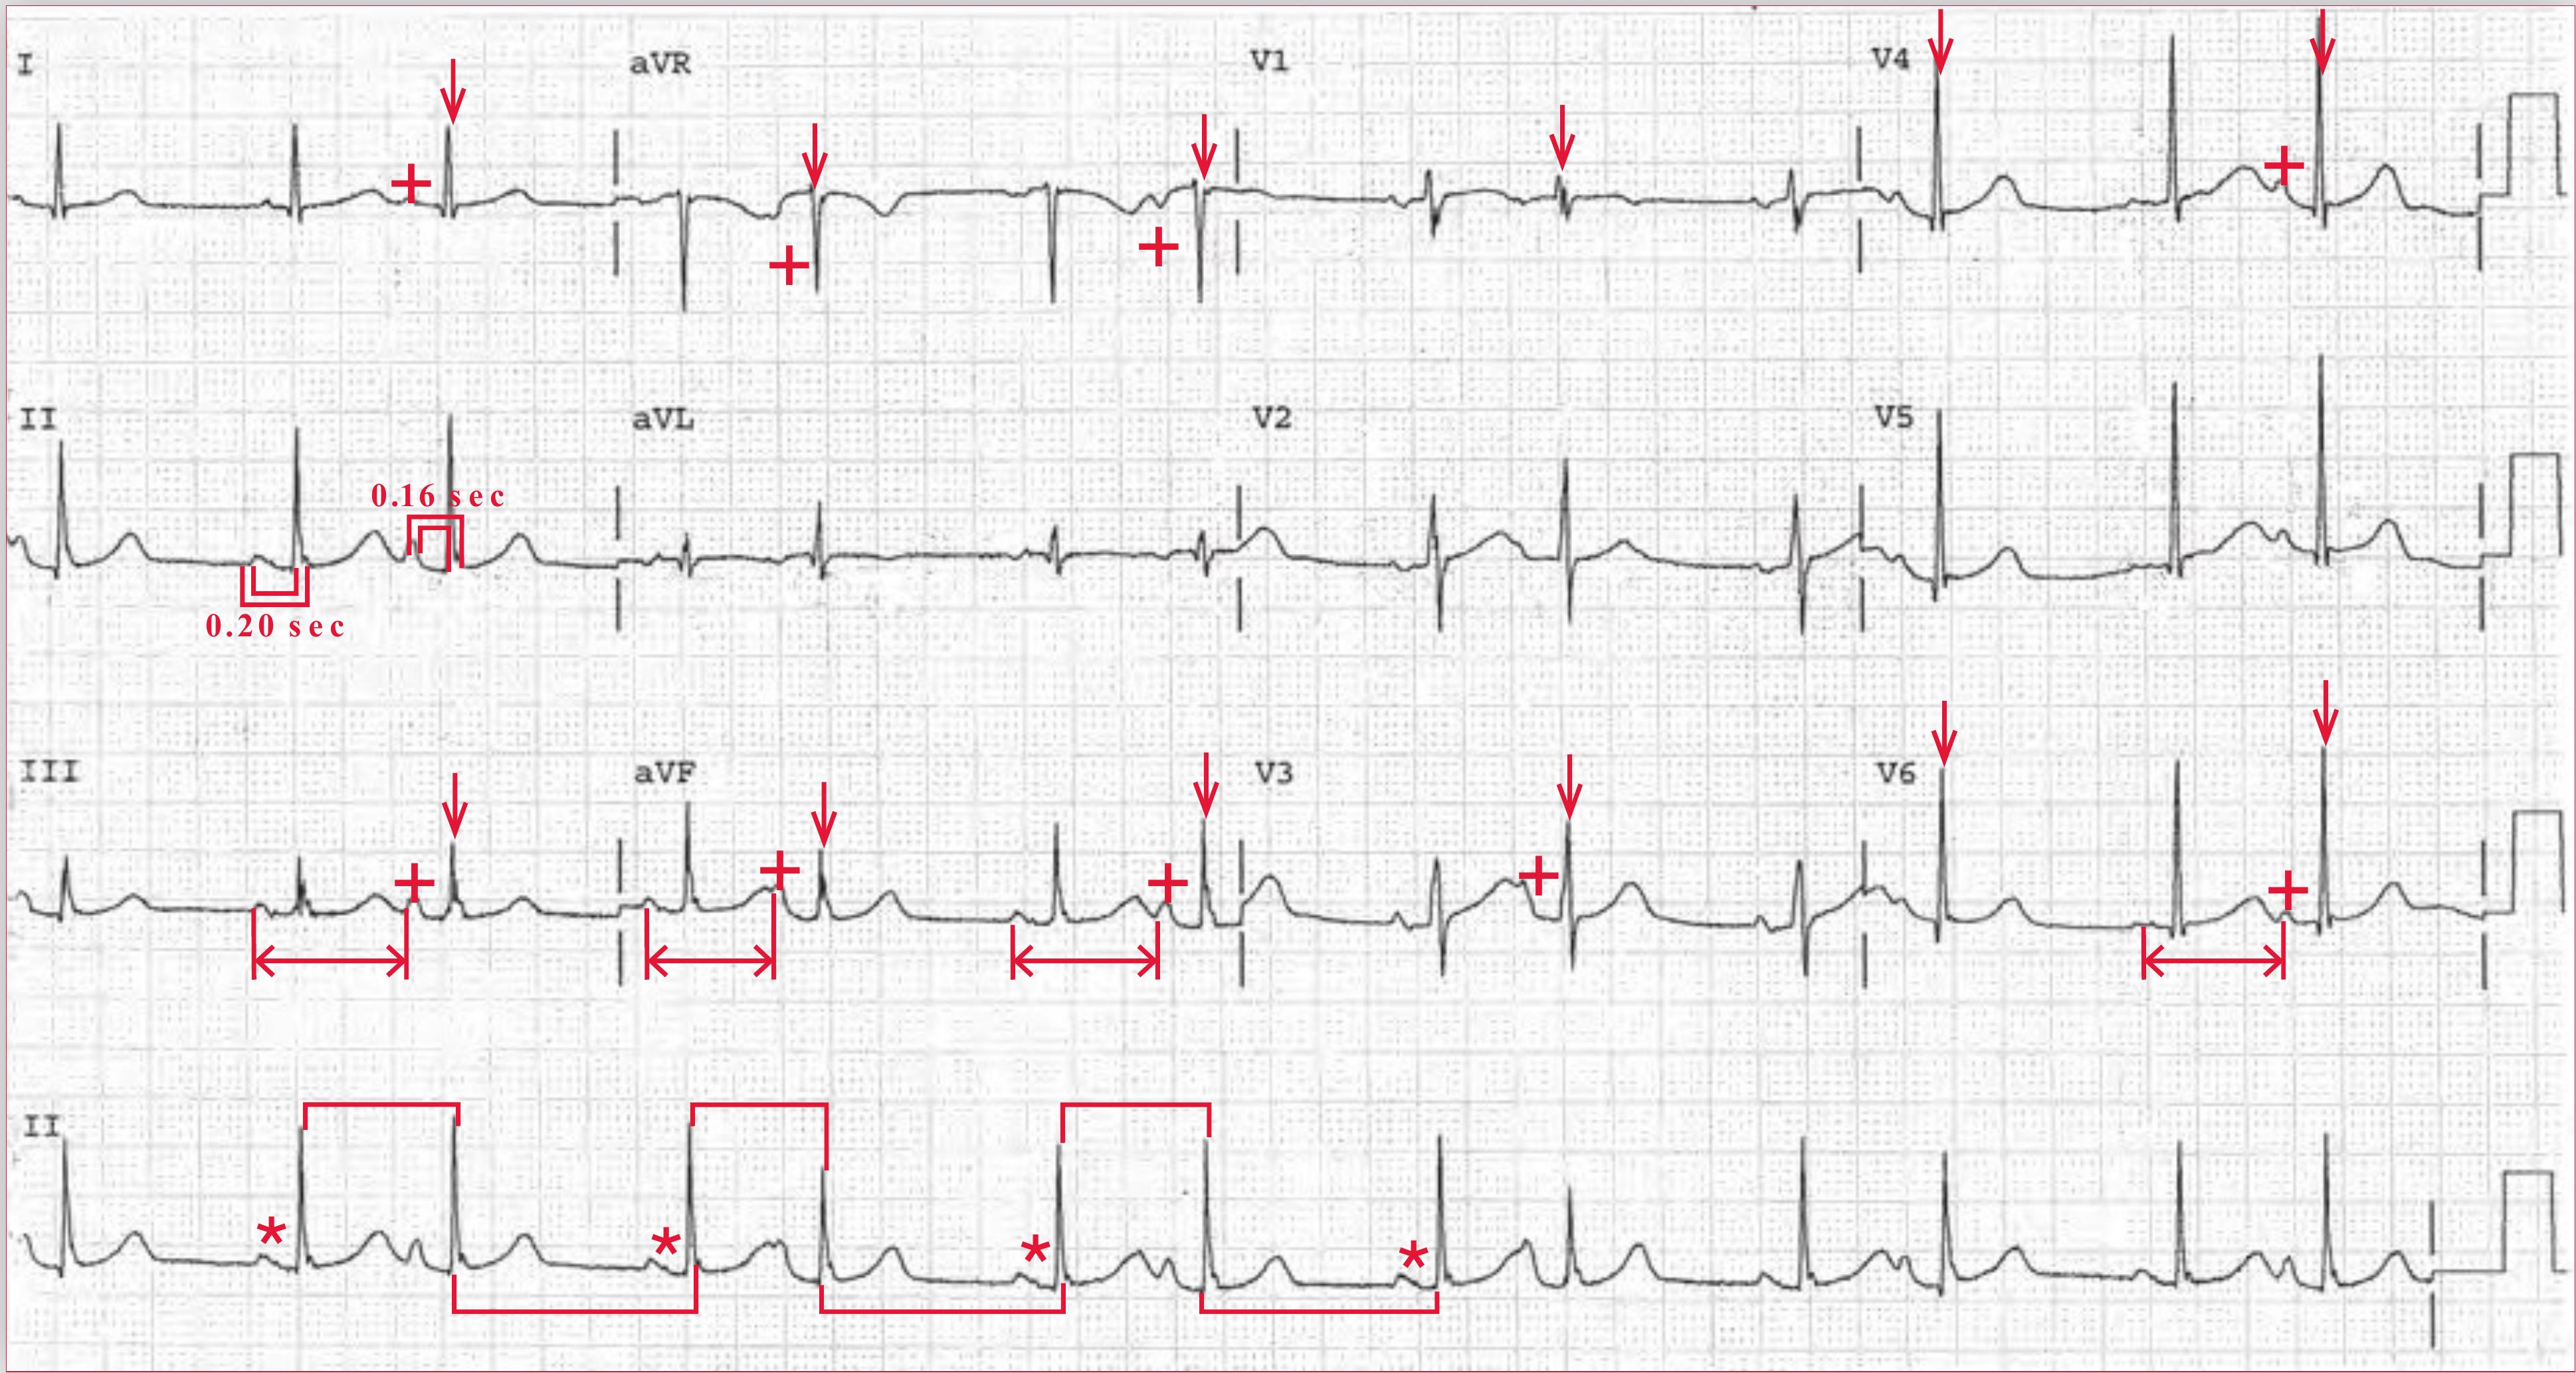 I aVR V1 V4
II aVL V2 V5
0.16 sec
0.20 sec
III aVF V3 V6
II